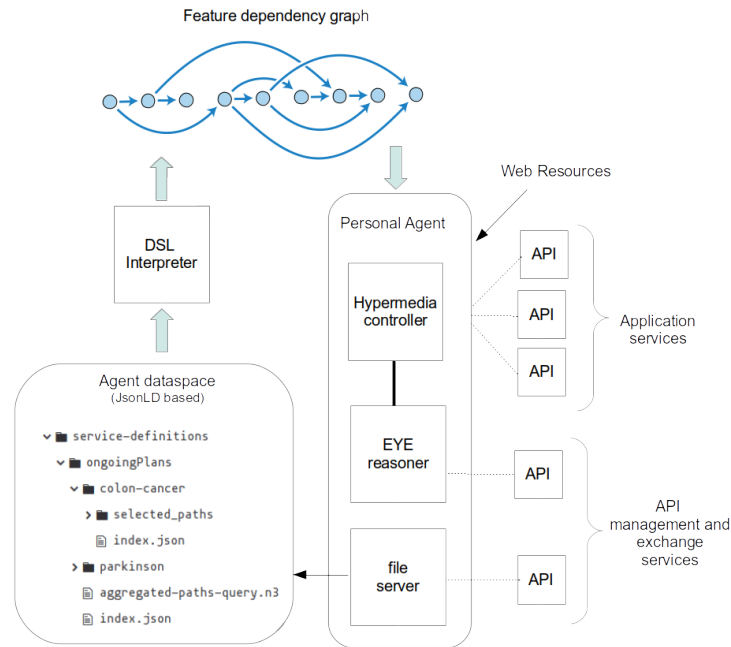 Feature dependency graph
Web Resources
Personal Agent
DSL
Interpreter
API
Hypermedia
controller
API
Application
services
API
Agent dataspace
(JsonLD based)
service-definitions
ongoingPlans
colon-cancer
selected_paths
index.json
parkinson
aggregated-paths-query.n3
index.json
EYE
reasoner
API
API
management and
exchange
services
file
server
API